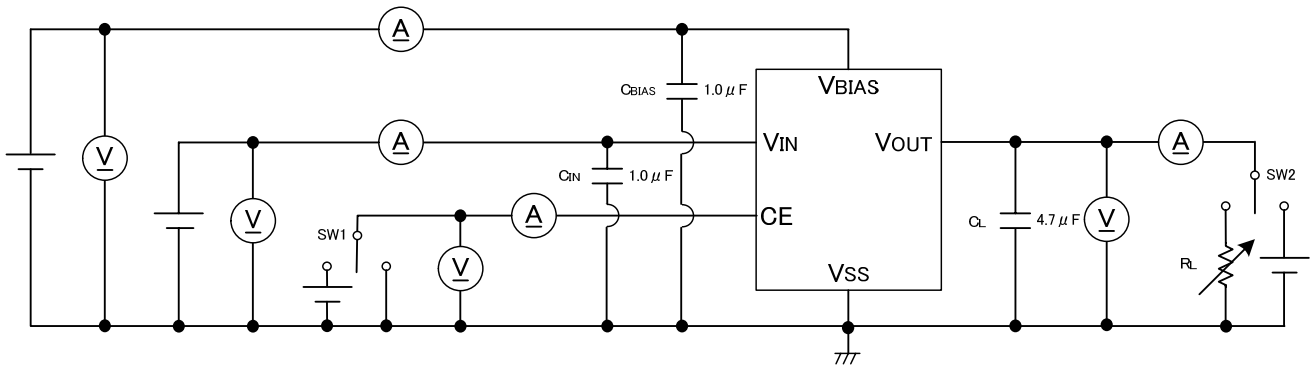 A
CBIAS 1.0μF
VBIAS
V
A
VIN
VOUT
A
CIN 1.0μF
SW2
V
SW1
A
CE
CL 4.7μF
V
V
VSS
RL